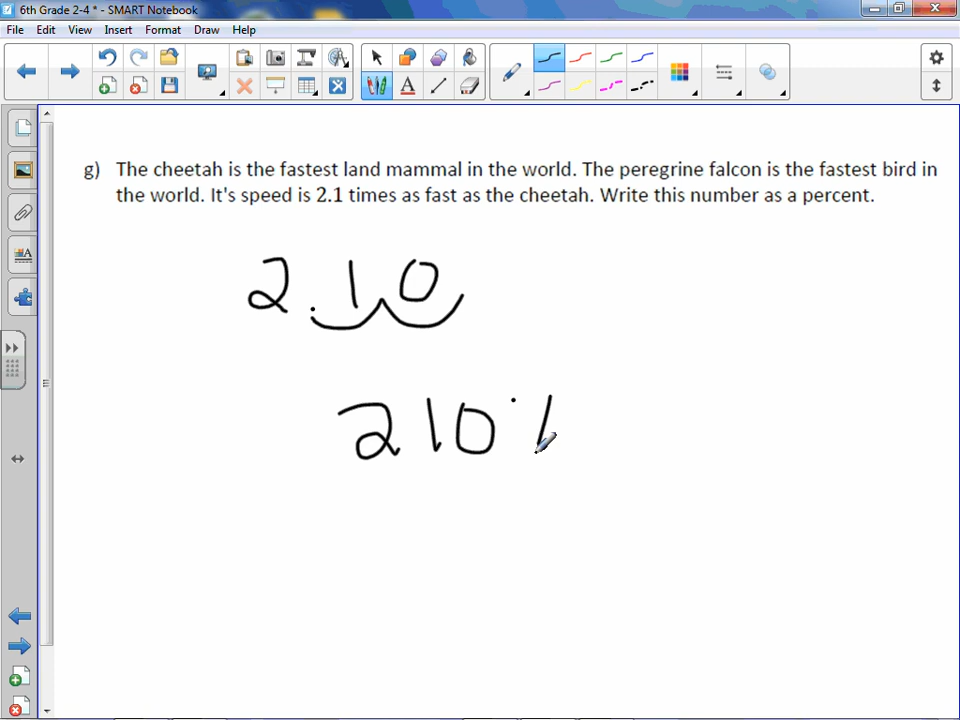 6th Grade 2-4 * - SMART Notebook
File Edit View Insert Format Draw Help
g) The cheetah is the fastest land mammal in the world. The peregrine falcon is the fastest bird in
the world. It's speed is 2.1 times as fast as the cheetah. Write this number as a percent.
2.10
210%